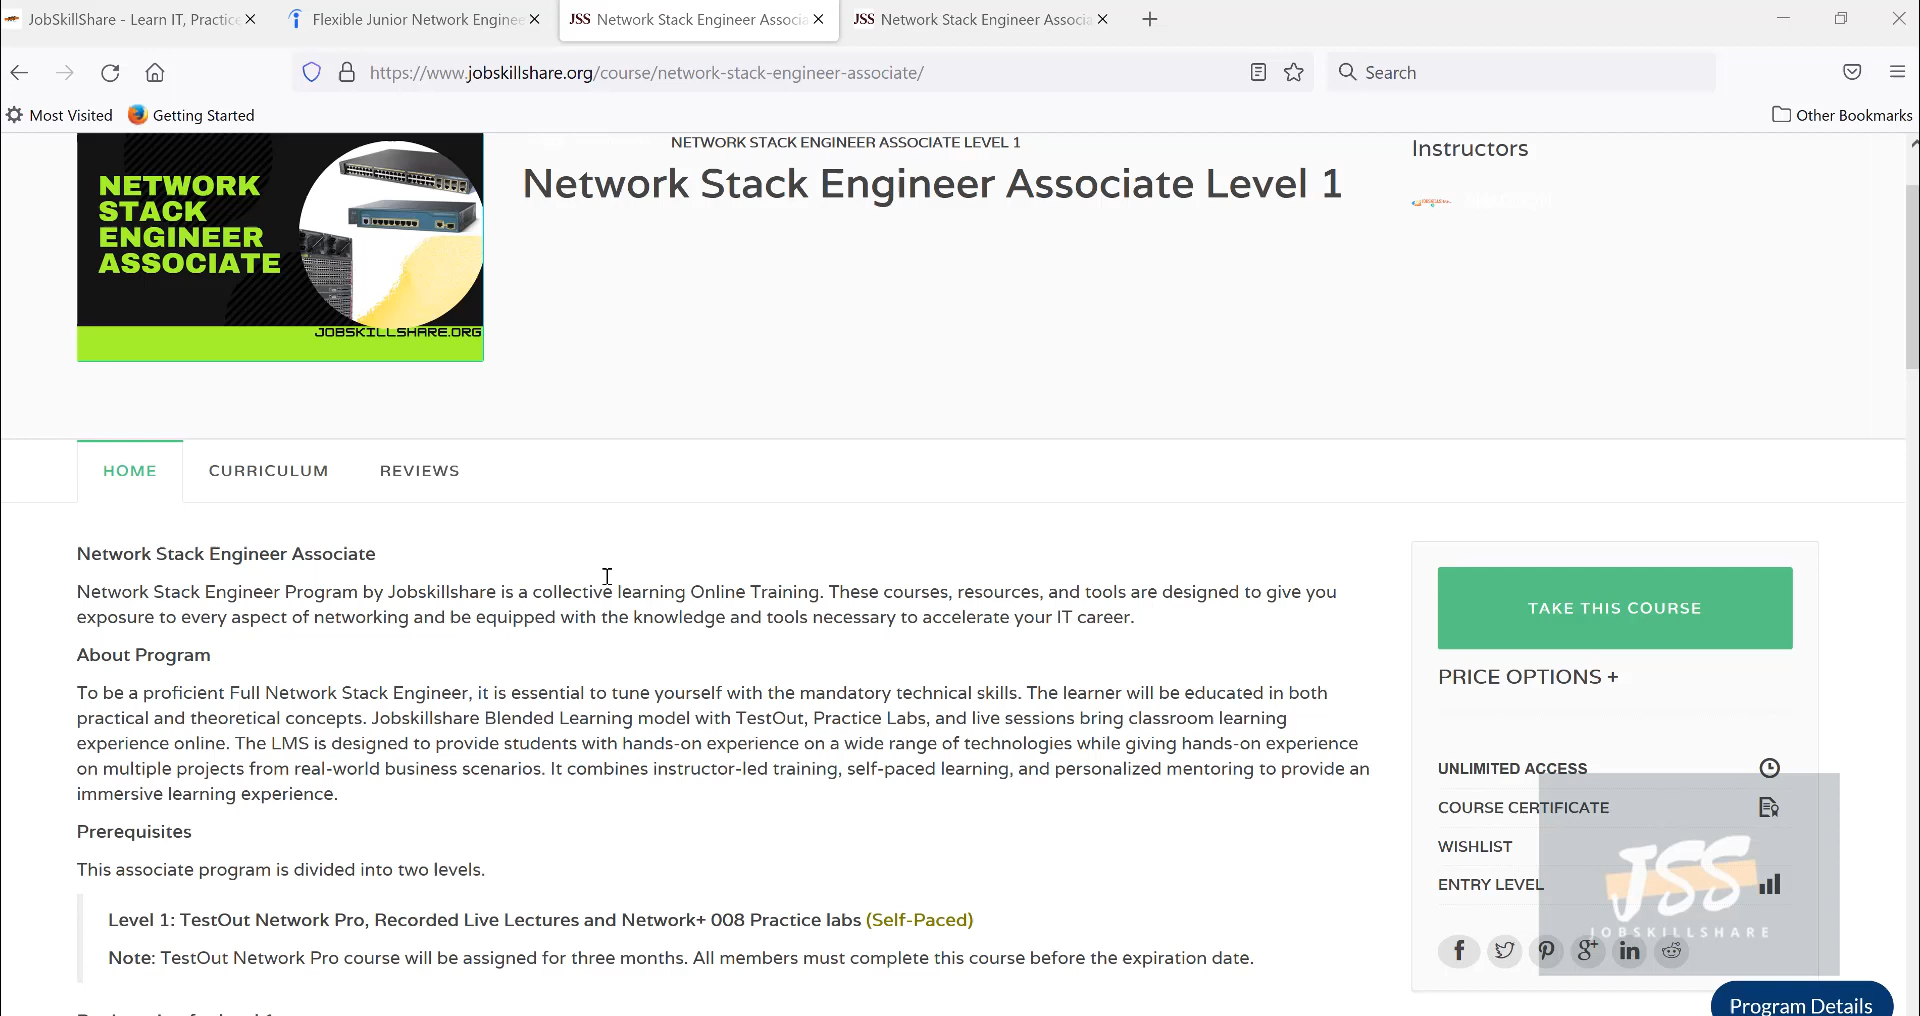 JobSkillShare - Learn IT, Practice
Flexible Junior Network Enginee
JSS Network Stack Engineer Associa
JSS Network Stack Engineer Associa
https://www.jobskillshare.org/course/network-stack-engineer-associate/
Search
Most Visited
Getting Started
Other Bookmarks
NETWORK
STACK
ENGINEER
ASSOCIATE
JOBSKILLSHARE.ORG
NETWORK STACK ENGINEER ASSOCIATE LEVEL 1
Network Stack Engineer Associate Level 1
Instructors
HOME
CURRICULUM
REVIEWS
Network Stack Engineer Associate
Network Stack Engineer Program by Jobskillshare is a collective learning Online Training. These courses, resources, and tools are designed to give you
exposure to every aspect of networking and be equipped with the knowledge and tools necessary to accelerate your IT career.
About Program
To be a proficient Full Network Stack Engineer, it is essential to tune yourself with the mandatory technical skills. The learner will be educated in both
practical and theoretical concepts. Jobskillshare Blended Learning model with TestOut, Practice Labs, and live sessions bring classroom learning
experience online. The LMS is designed to provide students with hands-on experience on a wide range of technologies while giving hands-on experience
on multiple projects from real-world business scenarios. It combines instructor-led training, self-paced learning, and personalized mentoring to provide an
immersive learning experience.
Prerequisites
This associate program is divided into two levels.
Level 1: TestOut Network Pro, Recorded Live Lectures and Network+ 008 Practice labs (Self-Paced)
Note: TestOut Network Pro course will be assigned for three months. All members must complete this course before the expiration date.
TAKE THIS COURSE
PRICE OPTIONS +
UNLIMITED ACCESS
COURSE CERTIFICATE
WISHLIST
ENTRY LEVEL
JSS
JOBSKILLSHARE
Program Details